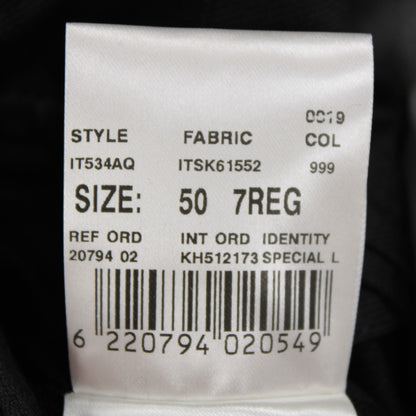 0019
STYLE FABRIC COL
IT534AQ ITSK61552 999
SIZE: 50 7REG
REF ORD INT ORD IDENTITY
20794 02 KH512173 SPECIAL L
6 220794 020549